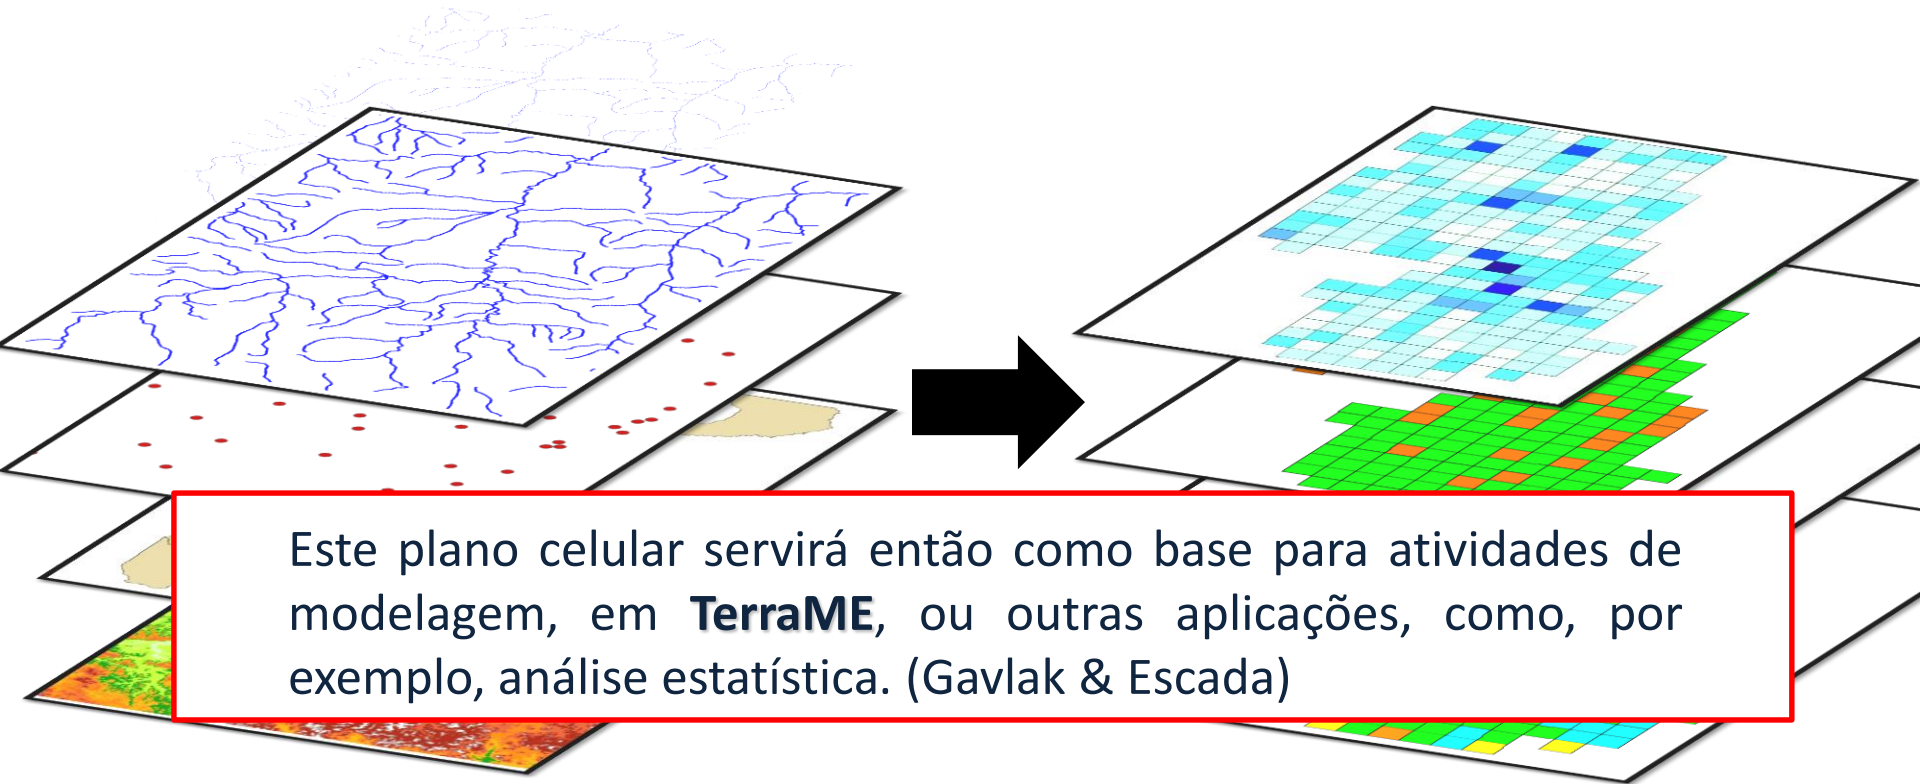 Este plano celular servirá então como base para atividades de
modelagem, em TerraME, ou outras aplicações, como, por
exemplo, análise estatística. (Gavlak & Escada)